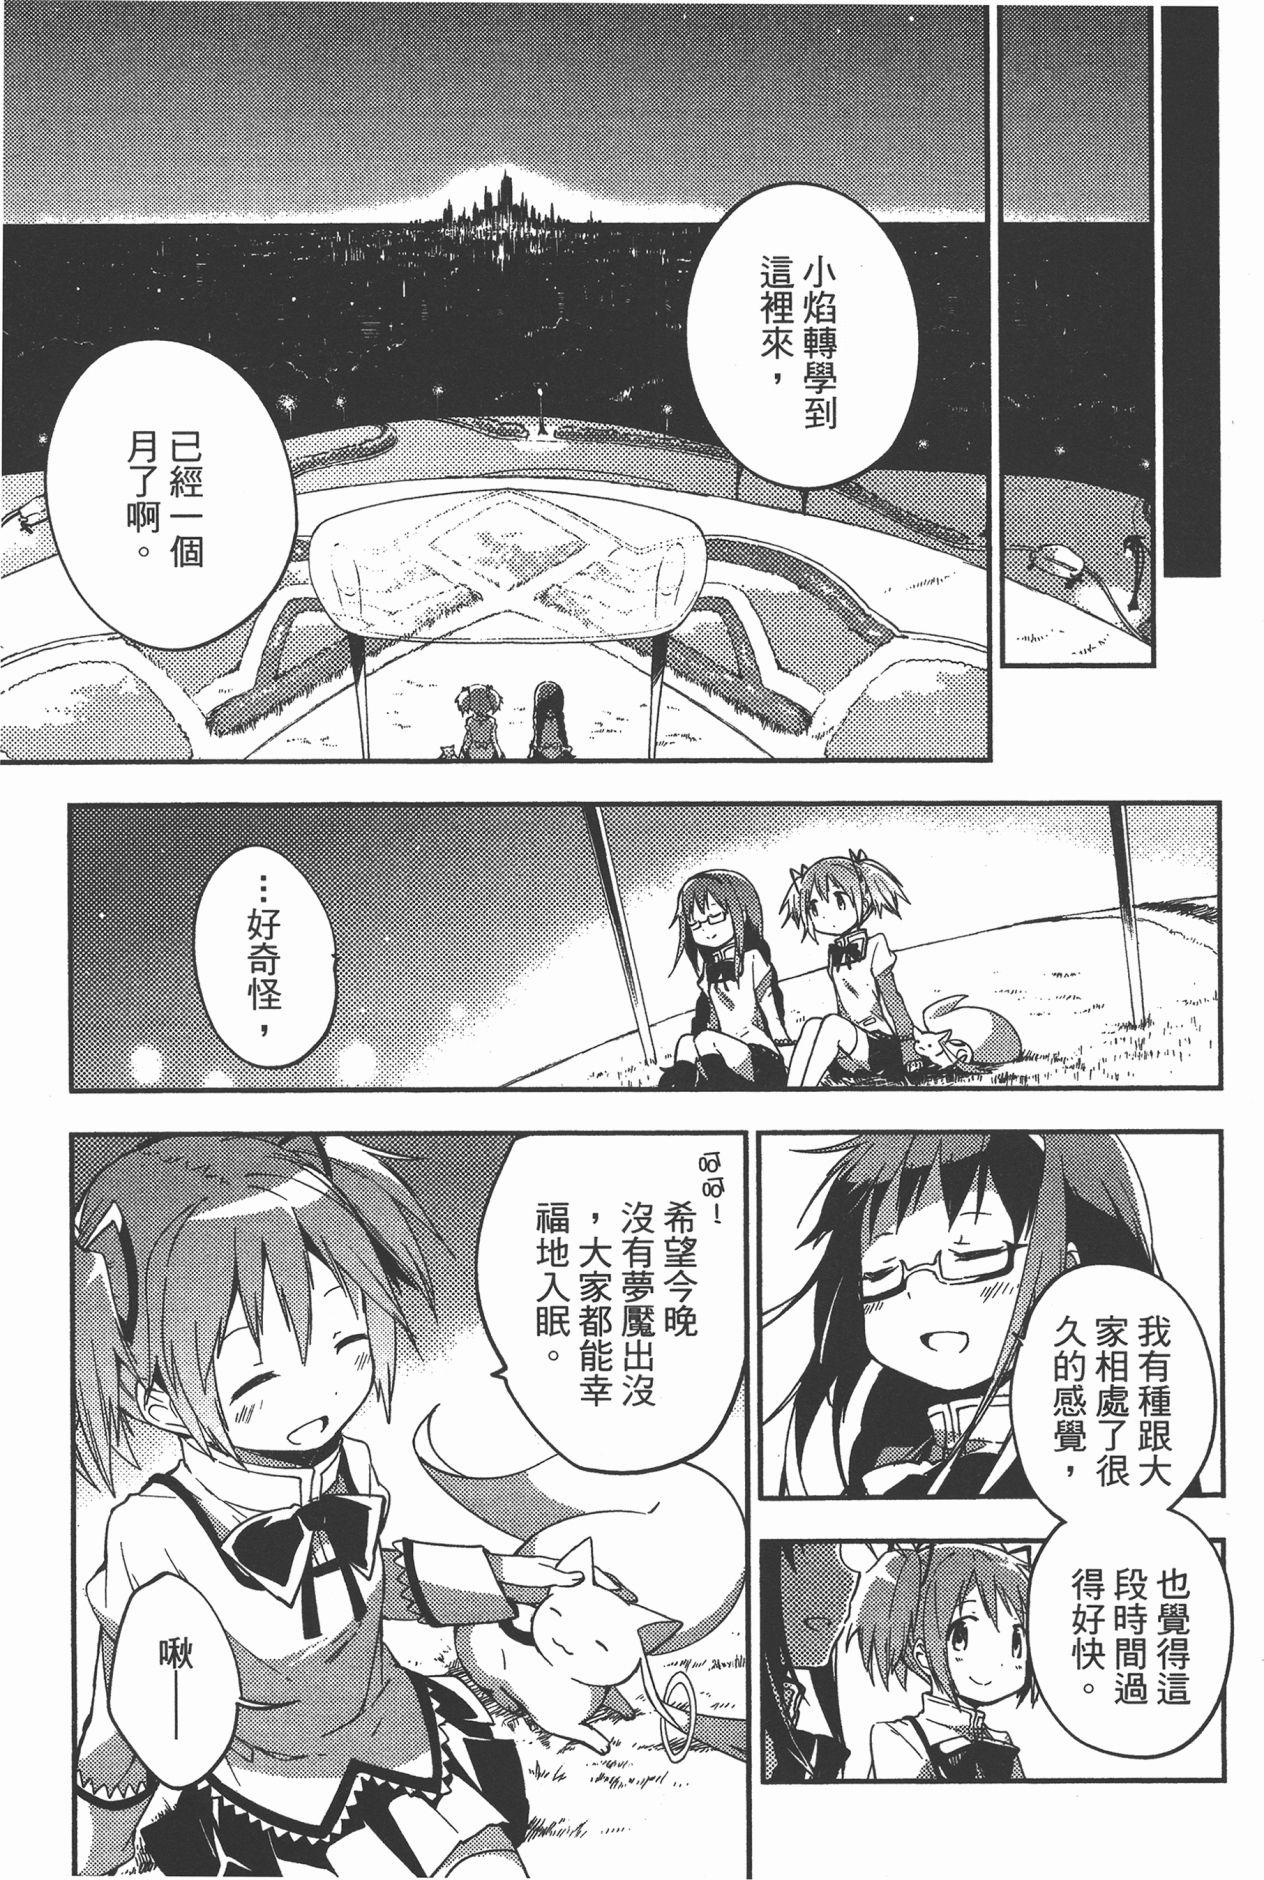 小焰轉學到
這裡來，
已經一個
月了啊。
…好奇怪，
我有種跟大
家相處了很
久的感覺，
也覺得這
段時間過
得好快。
希望今晚
沒有夢魘出沒
，大家都能幸
福地入眠。
啾——